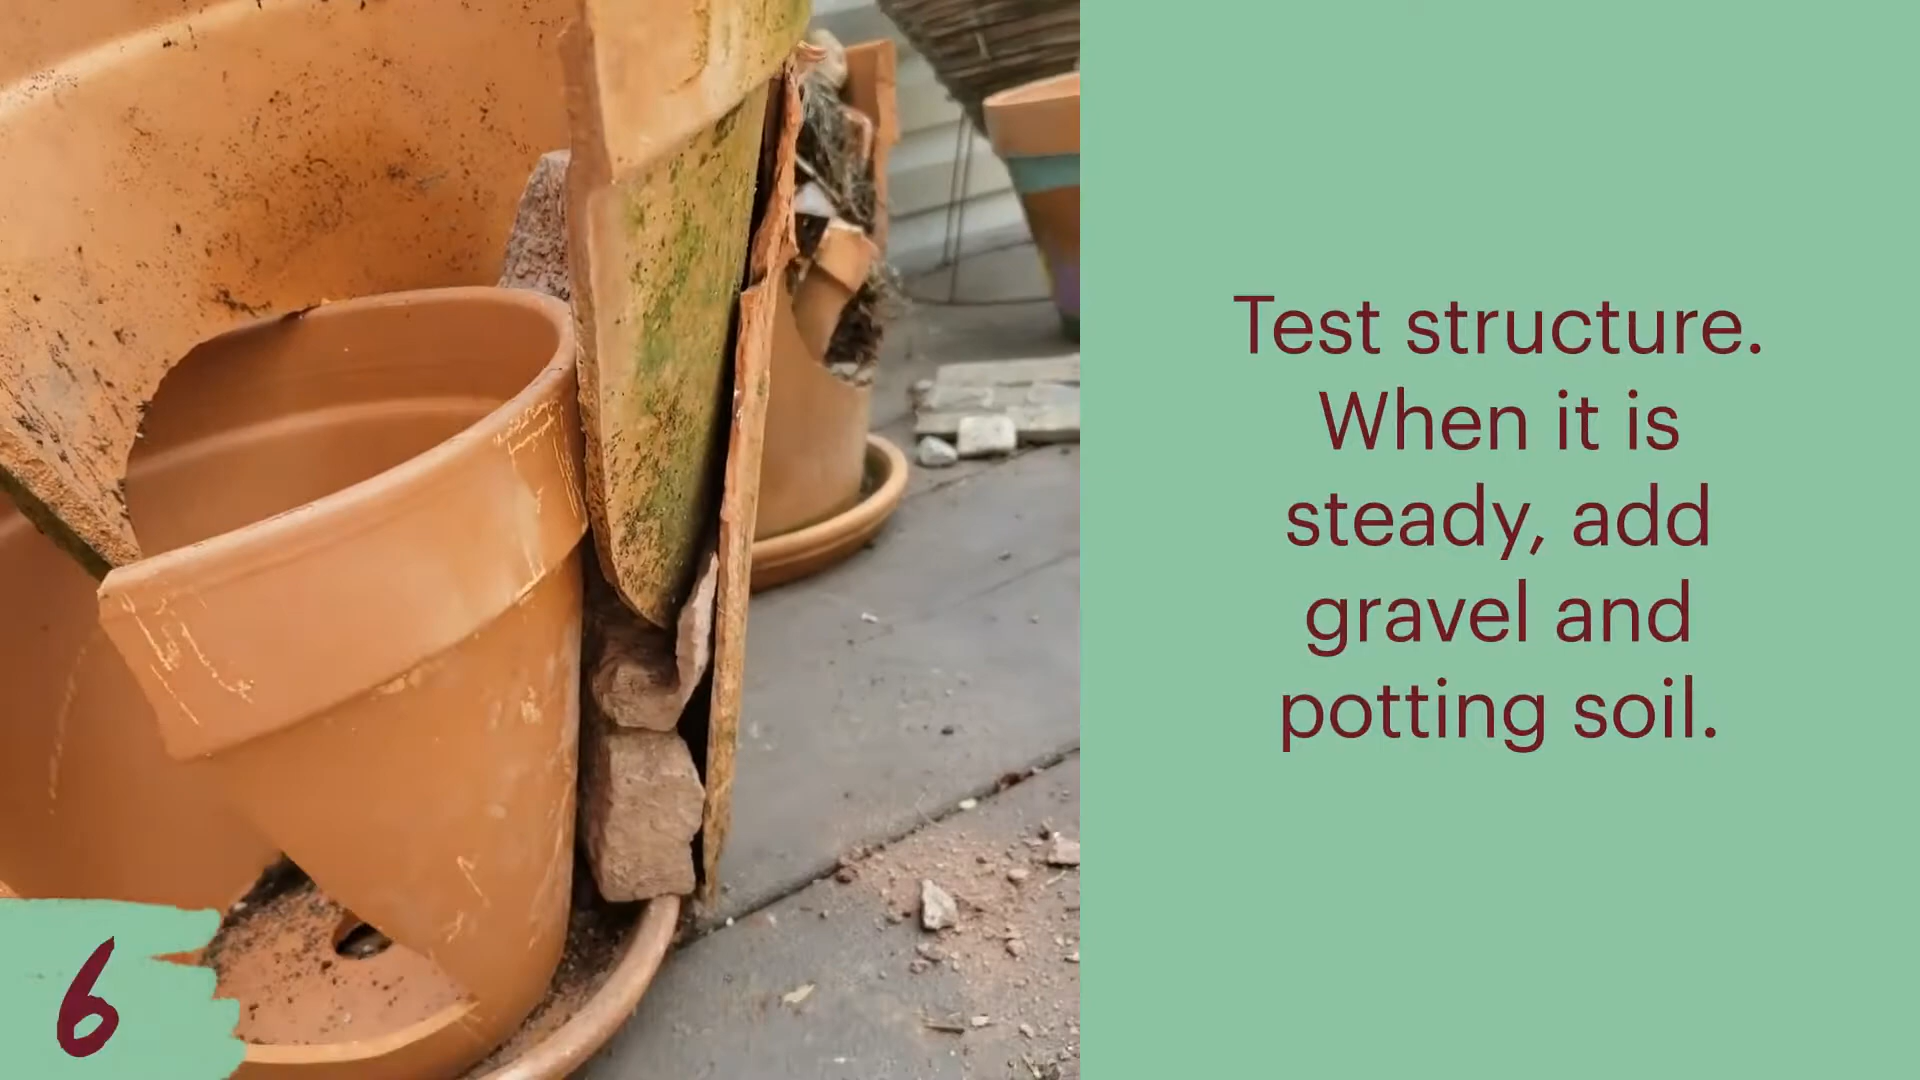 Test structure.
When it is
steady, add
gravel and
potting soil.
6